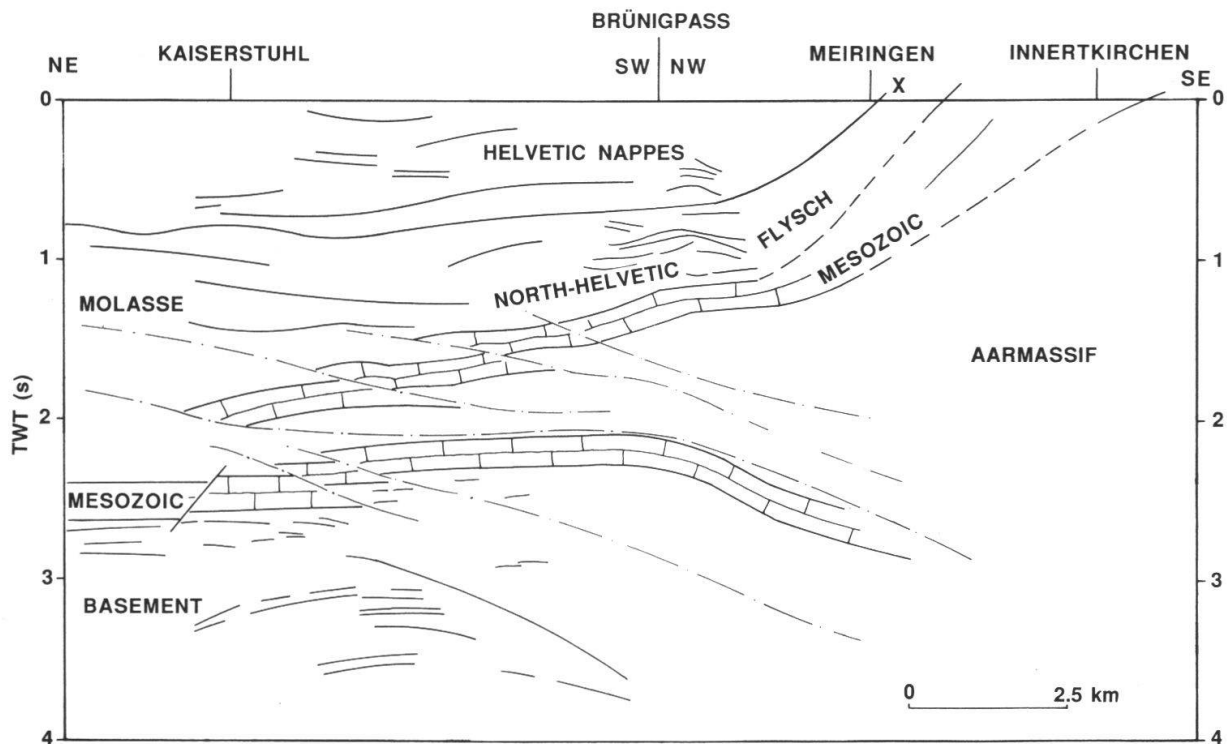 BRÜNIGPASS
KAISERSTUHL
MEIRINGEN
INNERTKIRCHEN
NE
SW
NW
X
SE
0
0
HELVETIC NAPPES
FLYSCH
1
1
NORTH-HELVETIC
MESOZOIC
MOLASSE
AARMASSIF
TWT (s)
2
2
MESOZOIC
3
3
BASEMENT
0
2.5 km
4
4